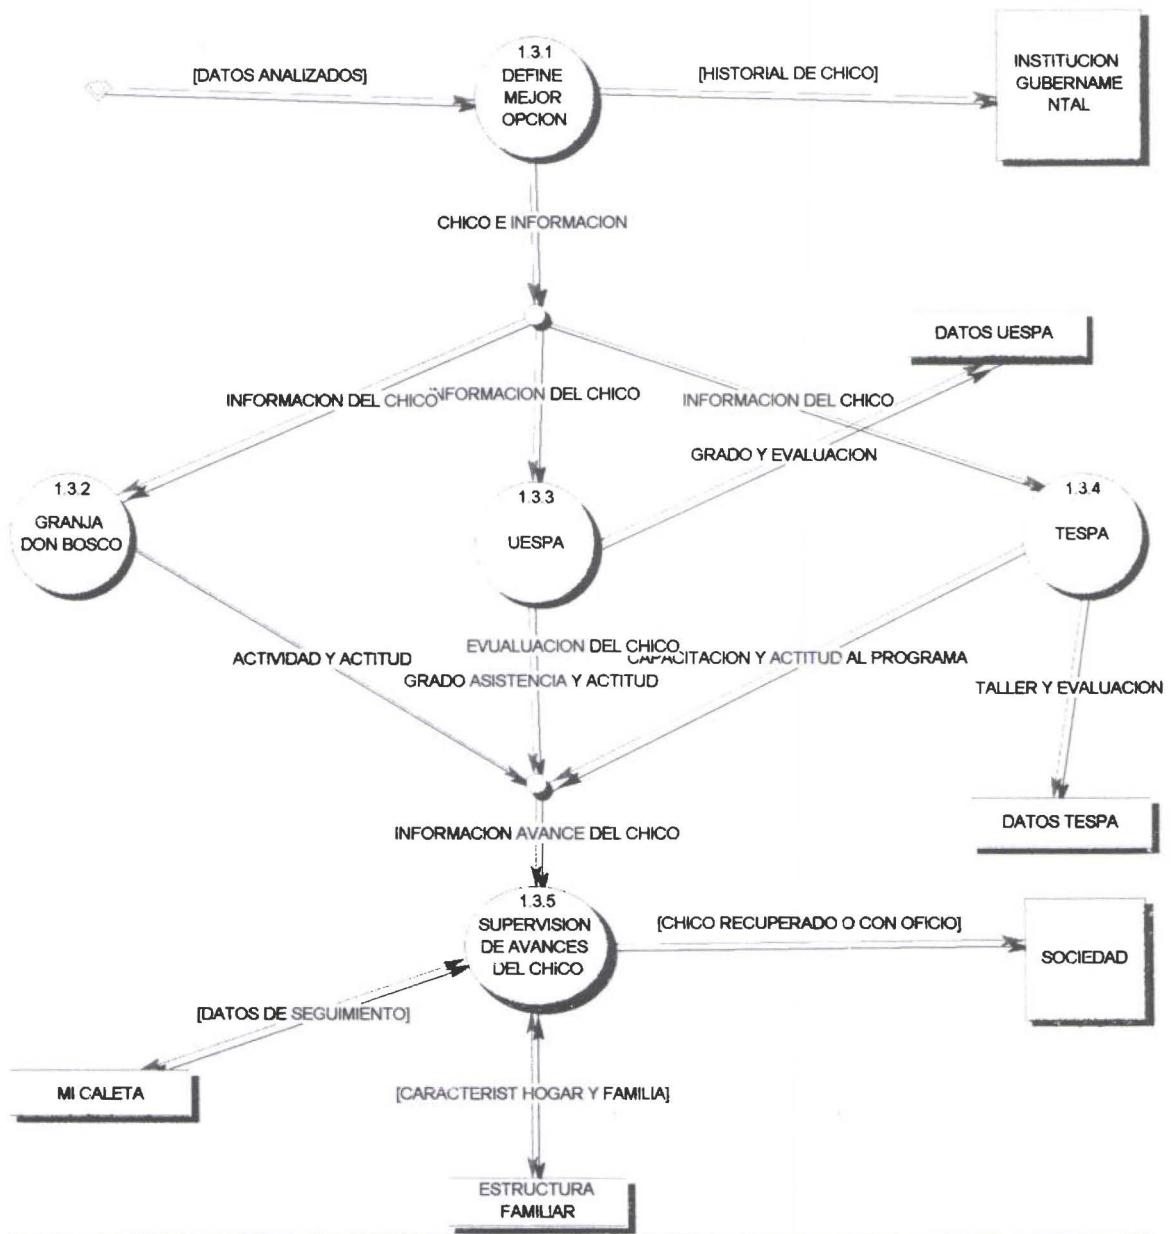 1.3.1
DEFINE
MEJOR
OPCION
[DATOS ANALIZADOS]
[HISTORIAL DE CHICO]
INSTITUCION
GUBERNAME
NTAL
CHICO E INFORMACION
DATOS UESPA
INFORMACION DEL CHICO
INFORMACION DEL CHICO
INFORMACION DEL CHICO
GRADO Y EVALUACION
1.3.2
GRANJA
DON BOSCO
1.3.3
UESPA
1.3.4
TESPA
ACTIVIDAD Y ACTITUD
EVUALUACION DEL CHICO
GRADO ASISTENCIA Y ACTITUD
CAPACITACION Y ACTITUD AL PROGRAMA
TALLER Y EVALUACION
INFORMACION AVANCE DEL CHICO
DATOS TESPA
1.3.5
SUPERVISION
DE AVANCES
DEL CHICO
[CHICO RECUPERADO O CON OFICIO]
SOCIEDAD
[DATOS DE SEGUIMIENTO]
MI CALETA
[CARACTERIST HOGAR Y FAMILIA]
ESTRUCTURA
FAMILIAR